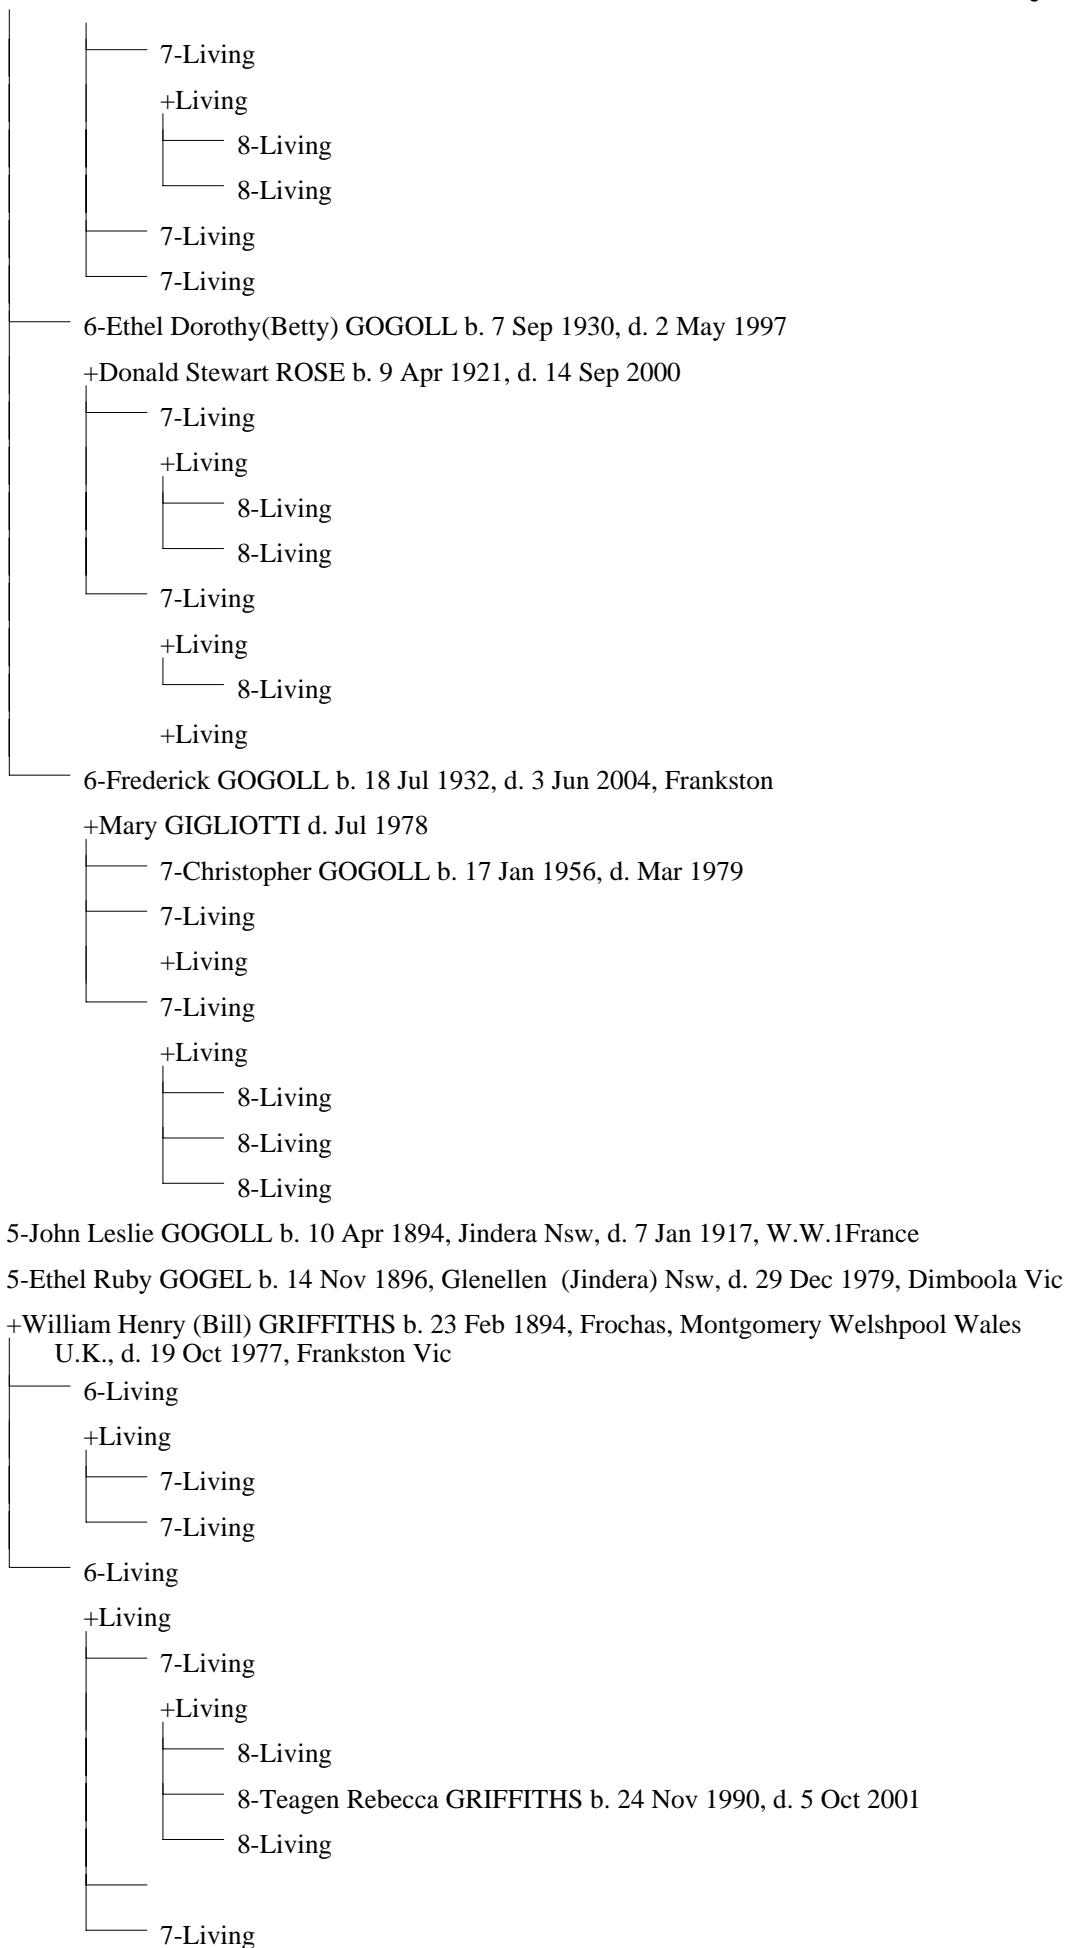 7-Living
+Living
8-Living
8-Living
7-Living
7-Living
6-Ethel Dorothy(Betty) GOGOLL b. 7 Sep 1930, d. 2 May 1997
+Donald Stewart ROSE b. 9 Apr 1921, d. 14 Sep 2000
7-Living
+Living
8-Living
8-Living
7-Living
+Living
8-Living
+Living
6-Frederick GOGOLL b. 18 Jul 1932, d. 3 Jun 2004, Frankston
+Mary GIGLIOTTI d. Jul 1978
7-Christopher GOGOLL b. 17 Jan 1956, d. Mar 1979
7-Living
+Living
7-Living
+Living
8-Living
8-Living
8-Living
5-John Leslie GOGOLL b. 10 Apr 1894, Jindera Nsw, d. 7 Jan 1917, W.W.1France
5-Ethel Ruby GOGEL b. 14 Nov 1896, Glenellen (Jindera) Nsw, d. 29 Dec 1979, Dimboola Vic
+William Henry (Bill) GRIFFITHS b. 23 Feb 1894, Frochas, Montgomery Welshpool Wales
U.K., d. 19 Oct 1977, Frankston Vic
6-Living
+Living
7-Living
7-Living
6-Living
+Living
7-Living
+Living
8-Living
8-Teagen Rebecca GRIFFITHS b. 24 Nov 1990, d. 5 Oct 2001
8-Living
7-Living